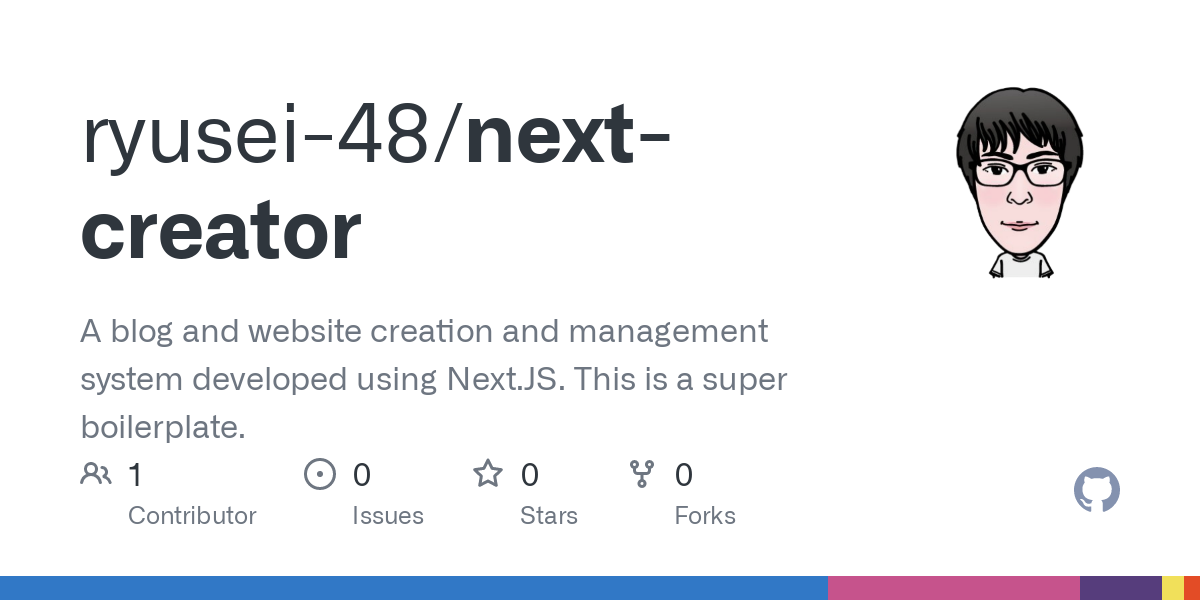 ryusei-48/next-
creator
A blog and website creation and management
system developed using Next.JS. This is a super
boilerplate.
1 0 0 0
Contributor Issues Stars Forks